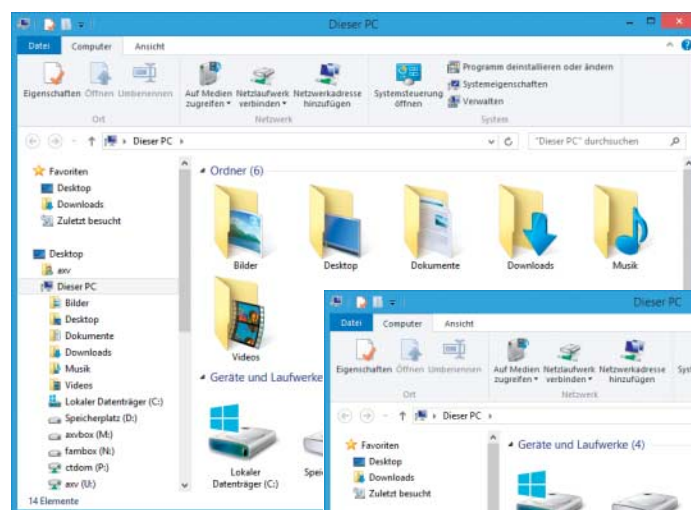 Dieser PC
Datei Computer Ansicht
Eigenschaften Öffnen Umbenennen
Auf Medien zugreifen
Netzlaufwerk verbinden
Netzwerkadresse hinzufügen
Systemsteuerung öffnen
Programm deinstallieren oder ändern
Systemeigenschaften
Verwalten
Ort Netzwerk System
Dieser PC
"Dieser PC" durchsuchen
Favoriten
Desktop
Downloads
Zuletzt besucht
Desktop
axv
Dieser PC
Bilder
Desktop
Dokumente
Downloads
Musik
Videos
Lokaler Datenträger (C:)
Speicherplatz (D:)
axvbox (M:)
fambox (N:)
ctdom (P:)
axv (U:)
14 Elemente
Ordner (6)
Bilder Desktop Dokumente Downloads Musik
Videos
Geräte und Laufwerke
Lokaler
Datenträger (C:)
Spei
Dieser PC
Datei Computer Ansicht
Eigenschaften Öffnen Umbenennen
Auf Medien zugreifen
Netzlaufwerk verbinden
Netzwerkadresse hinzufügen
Syst
Ort Netzwerk
Dieser PC
Favoriten
Desktop
Downloads
Zuletzt besucht
Geräte und Laufwerke (4)